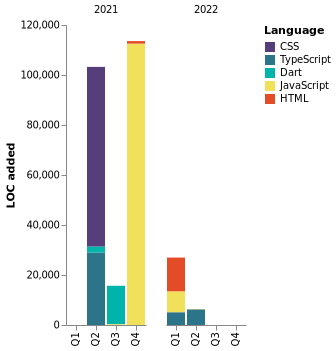 2021
2022
Language
CSS
TypeScript
Dart
JavaScript
HTML
LOC added
120,000
100,000
80,000
60,000
40,000
20,000
0
Q1
Q2
Q3
Q4
Q1
Q2
Q3
Q4